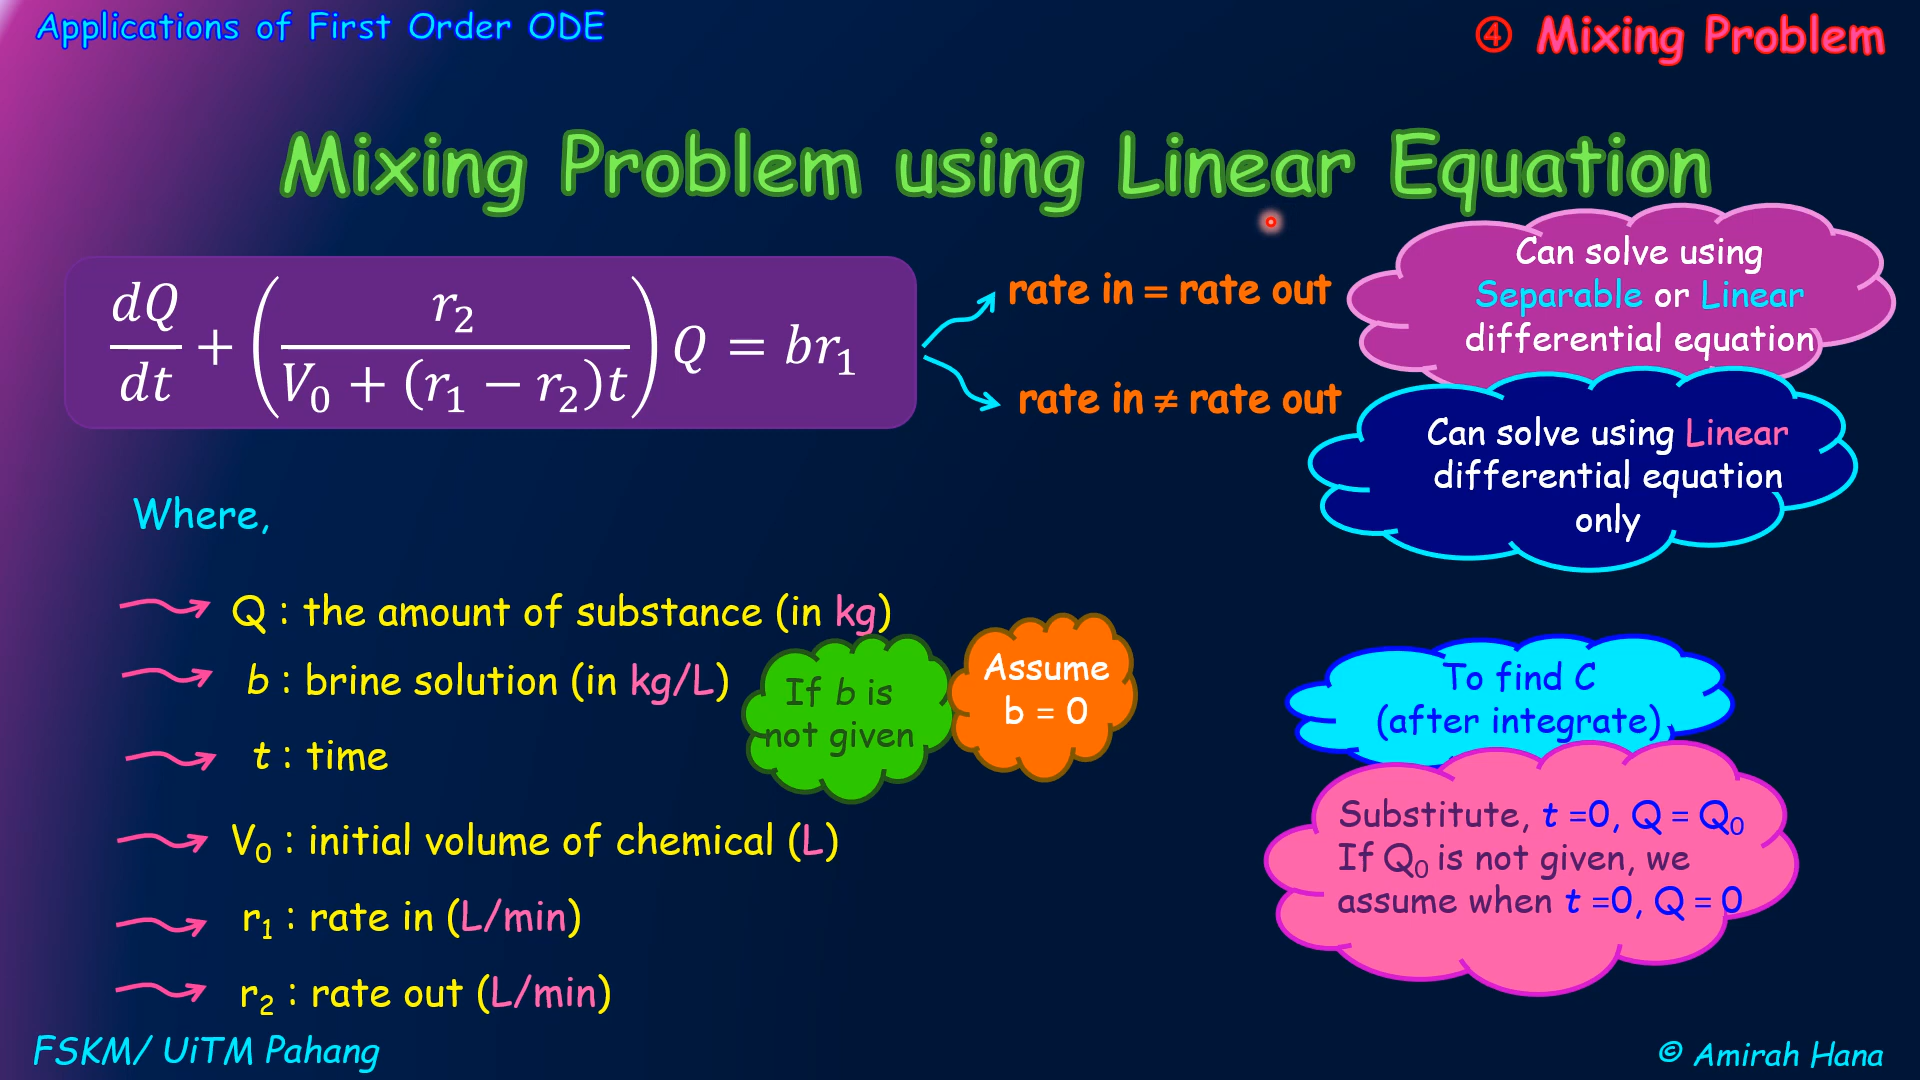 Applications of First Order ODE
④ Mixing Problem
Mixing Problem using Linear Equation
dQ/dt + (r₂/(V₀ + (r₁ − r₂)t)) Q = br₁
rate in = rate out
Can solve using
Separable or Linear
differential equation
rate in ≠ rate out
Can solve using Linear
differential equation
only
Where,
Q : the amount of substance (in kg)
b : brine solution (in kg/L)
If b is
not given
Assume
b = 0
t : time
V₀ : initial volume of chemical (L)
r₁ : rate in (L/min)
r₂ : rate out (L/min)
To find C
(after integrate)
Substitute, t =0, Q = Q₀
If Q₀ is not given, we
assume when t =0, Q = 0
FSKM/ UiTM Pahang
© Amirah Hana